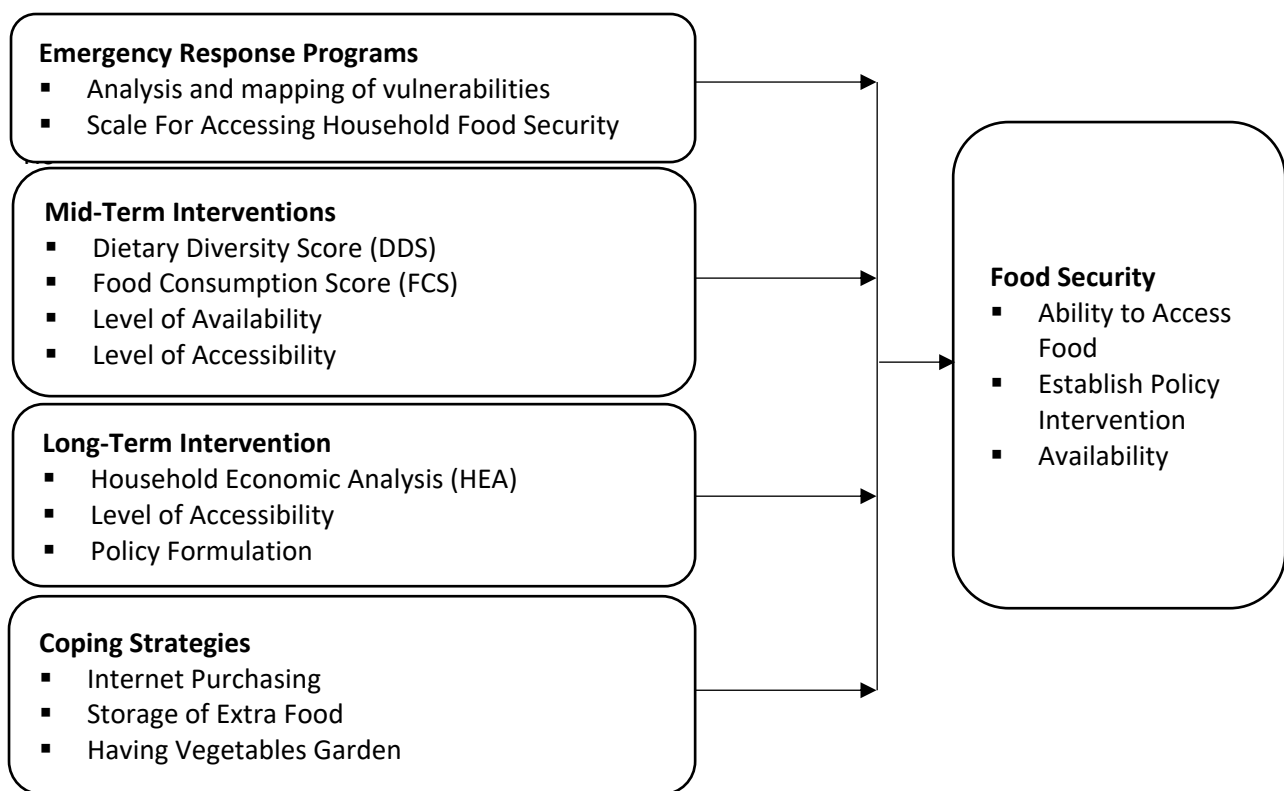 Emergency Response Programs
▪ Analysis and mapping of vulnerabilities
▪ Scale For Accessing Household Food Security
Mid-Term Interventions
▪ Dietary Diversity Score (DDS)
▪ Food Consumption Score (FCS)
▪ Level of Availability
▪ Level of Accessibility
Long-Term Intervention
▪ Household Economic Analysis (HEA)
▪ Level of Accessibility
▪ Policy Formulation
Coping Strategies
▪ Internet Purchasing
▪ Storage of Extra Food
▪ Having Vegetables Garden
Food Security
▪ Ability to Access
Food
▪ Establish Policy
Intervention
▪ Availability